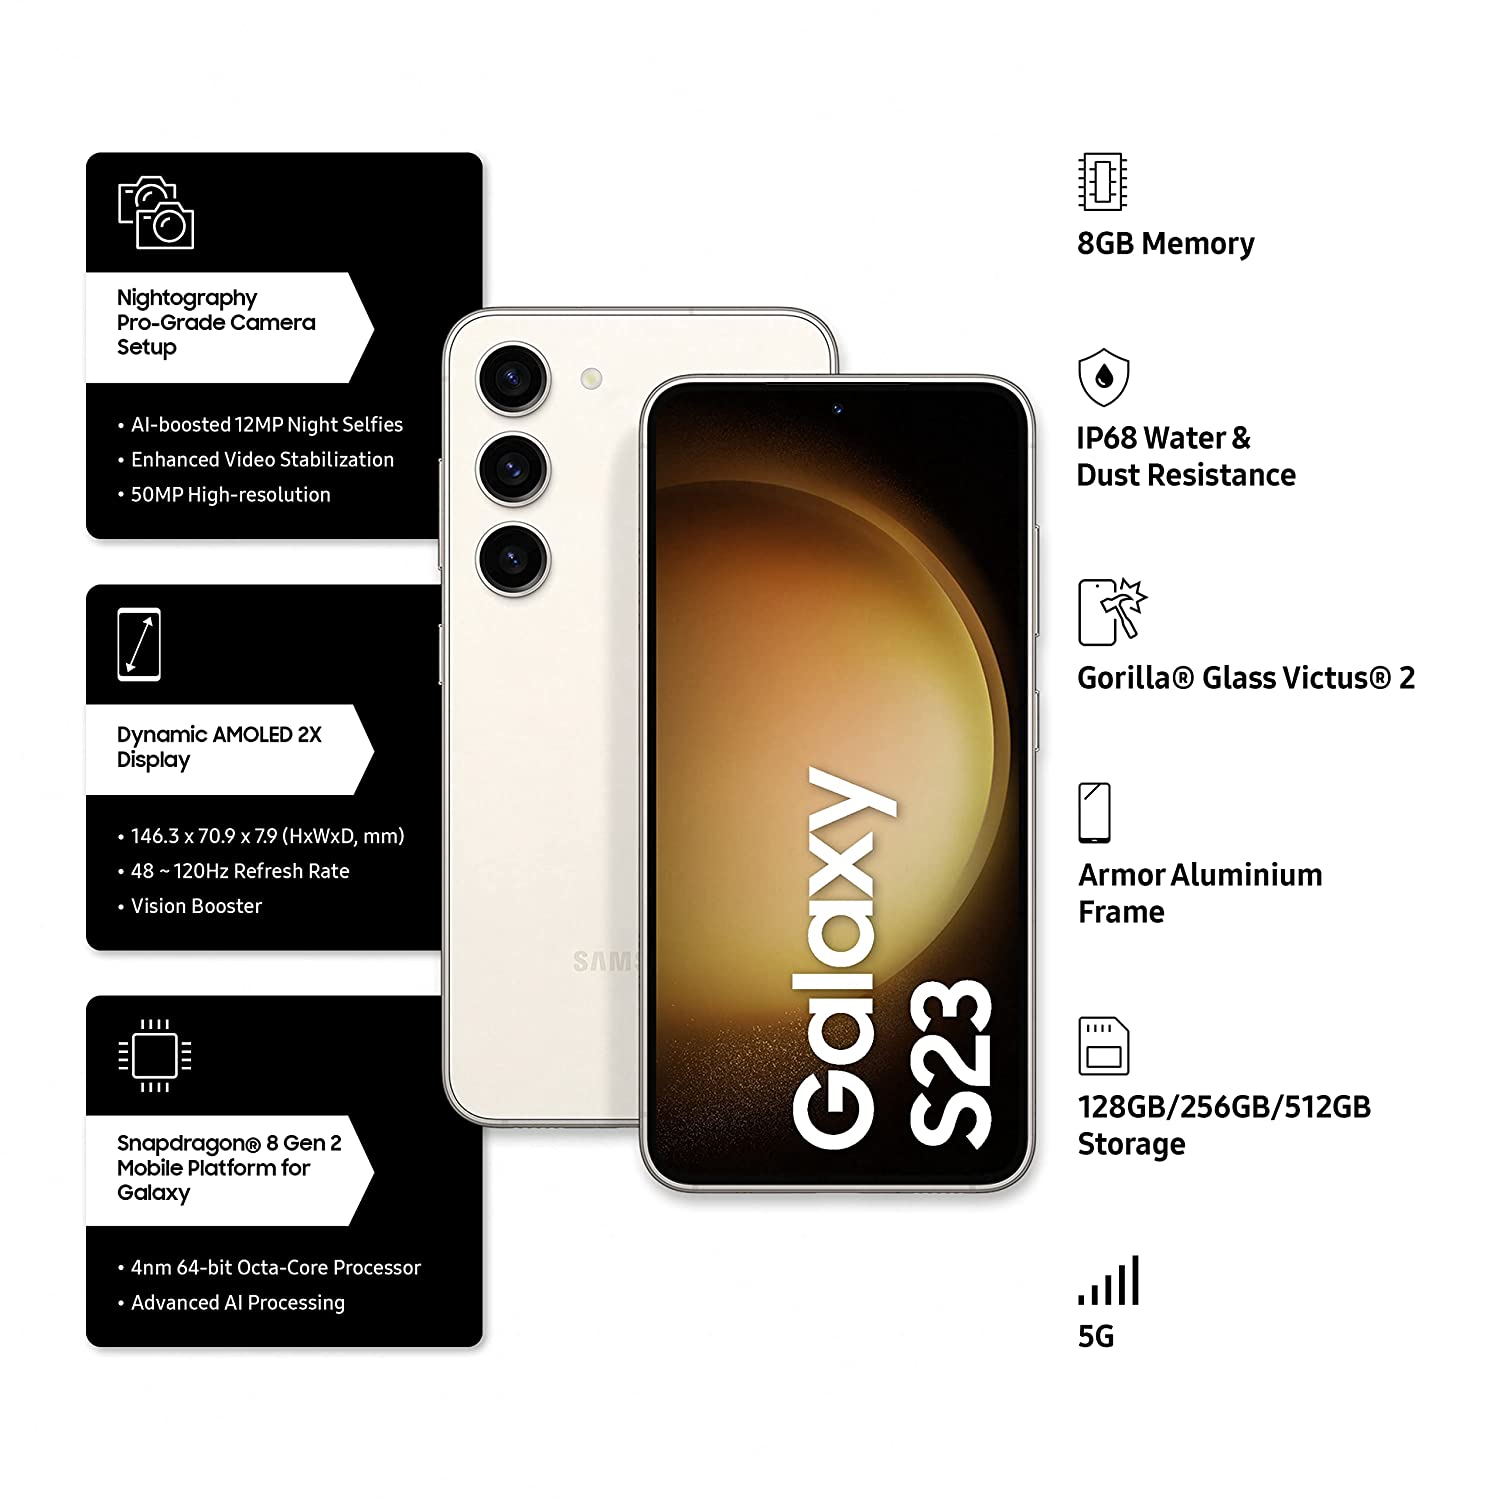 Nightography
Pro-Grade Camera
Setup
• AI-boosted 12MP Night Selfies
• Enhanced Video Stabilization
• 50MP High-resolution
Dynamic AMOLED 2X
Display
• 146.3 x 70.9 x 7.9 (HxWxD, mm)
• 48 ~ 120Hz Refresh Rate
• Vision Booster
Snapdragon® 8 Gen 2
Mobile Platform for
Galaxy
• 4nm 64-bit Octa-Core Processor
• Advanced AI Processing
SAMS
Galaxy
S23
8GB Memory
IP68 Water &
Dust Resistance
Gorilla® Glass Victus® 2
Armor Aluminium
Frame
128GB/256GB/512GB
Storage
5G